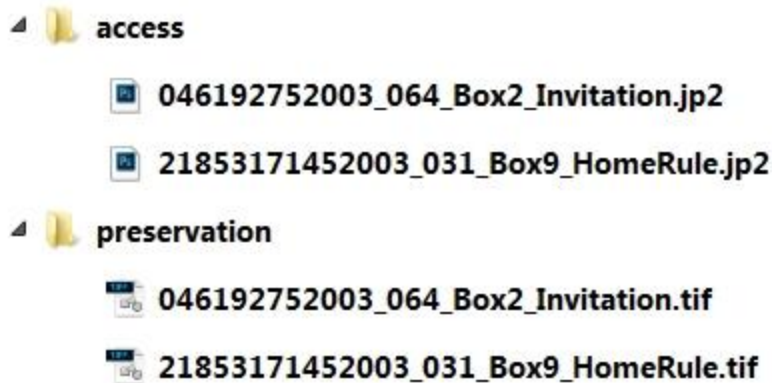 access
046192752003_064_Box2_Invitation.jp2
21853171452003_031_Box9_HomeRule.jp2
preservation
046192752003_064_Box2_Invitation.tif
21853171452003_031_Box9_HomeRule.tif